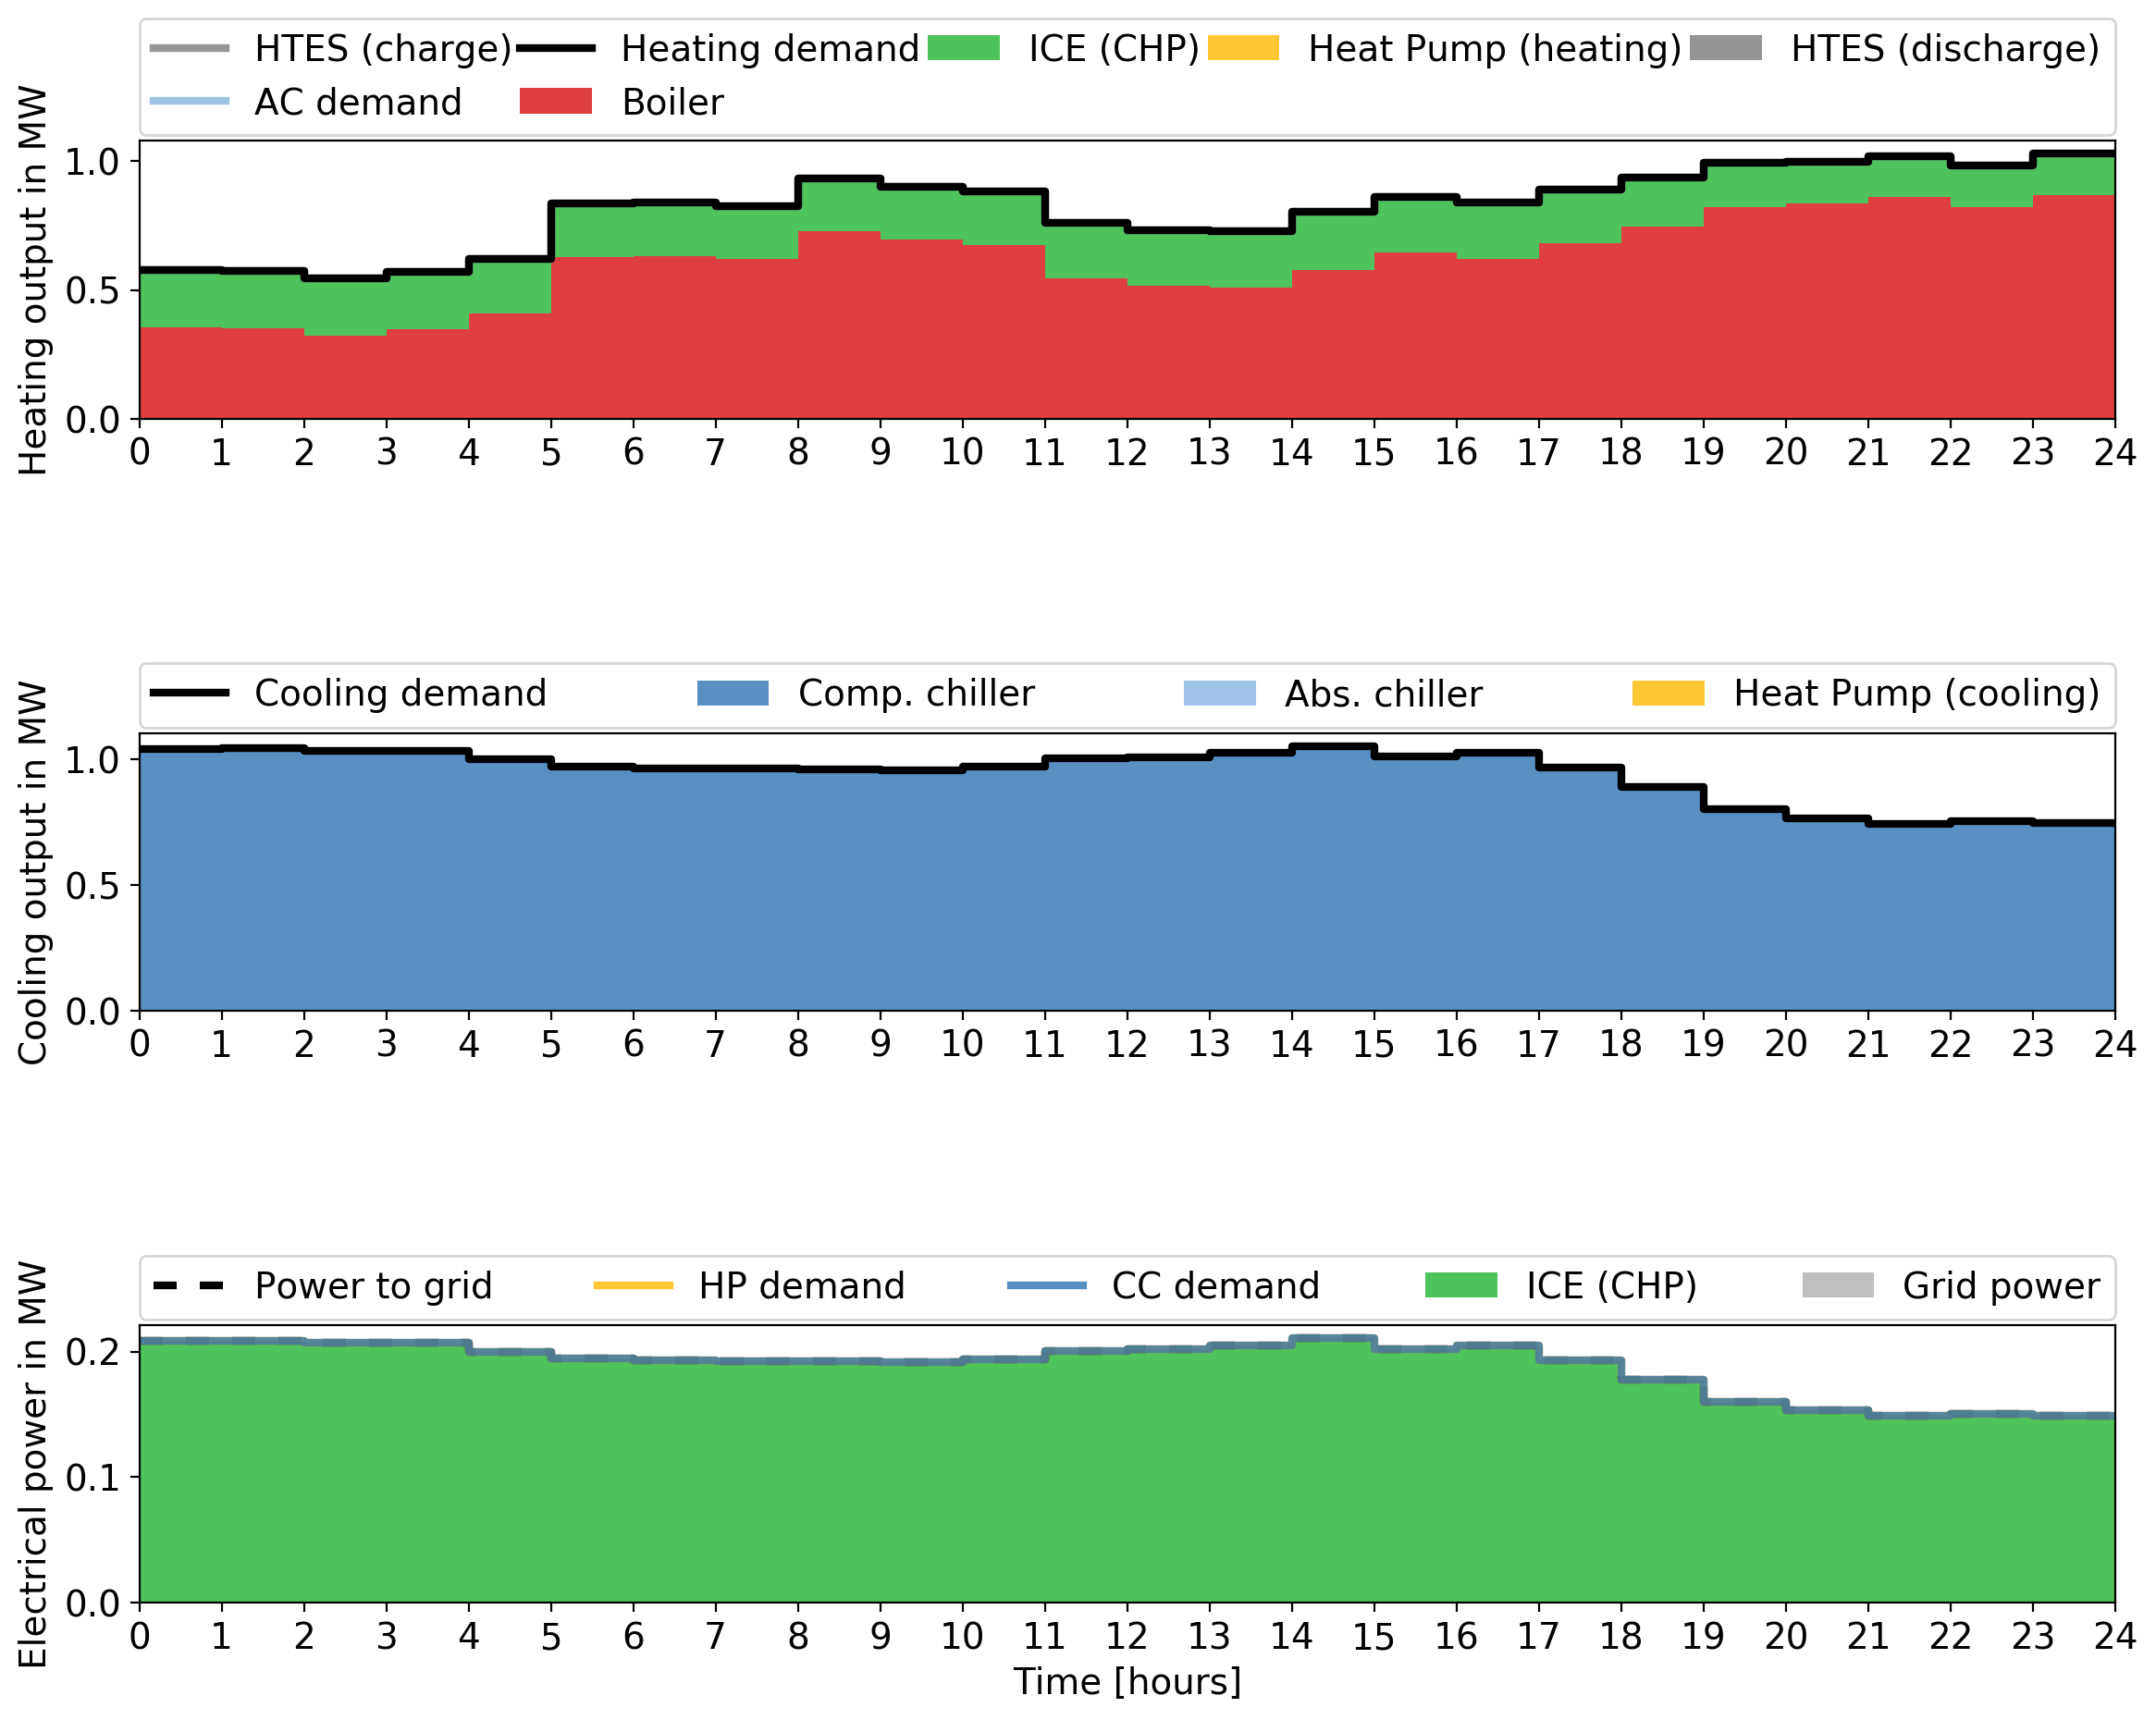 HTES (charge) Heating demand ICE (CHP) Heat Pump (heating) HTES (discharge)
AC demand Boiler
Heating output in MW
1.0
0.5
0.0
0 1 2 3 4 5 6 7 8 9 10 11 12 13 14 15 16 17 18 19 20 21 22 23 24
Cooling demand Comp. chiller Abs. chiller Heat Pump (cooling)
Cooling output in MW
1.0
0.5
0.0
0 1 2 3 4 5 6 7 8 9 10 11 12 13 14 15 16 17 18 19 20 21 22 23 24
Power to grid HP demand CC demand ICE (CHP) Grid power
Electrical power in MW
0.2
0.1
0.0
0 1 2 3 4 5 6 7 8 9 10 11 12 13 14 15 16 17 18 19 20 21 22 23 24
Time [hours]